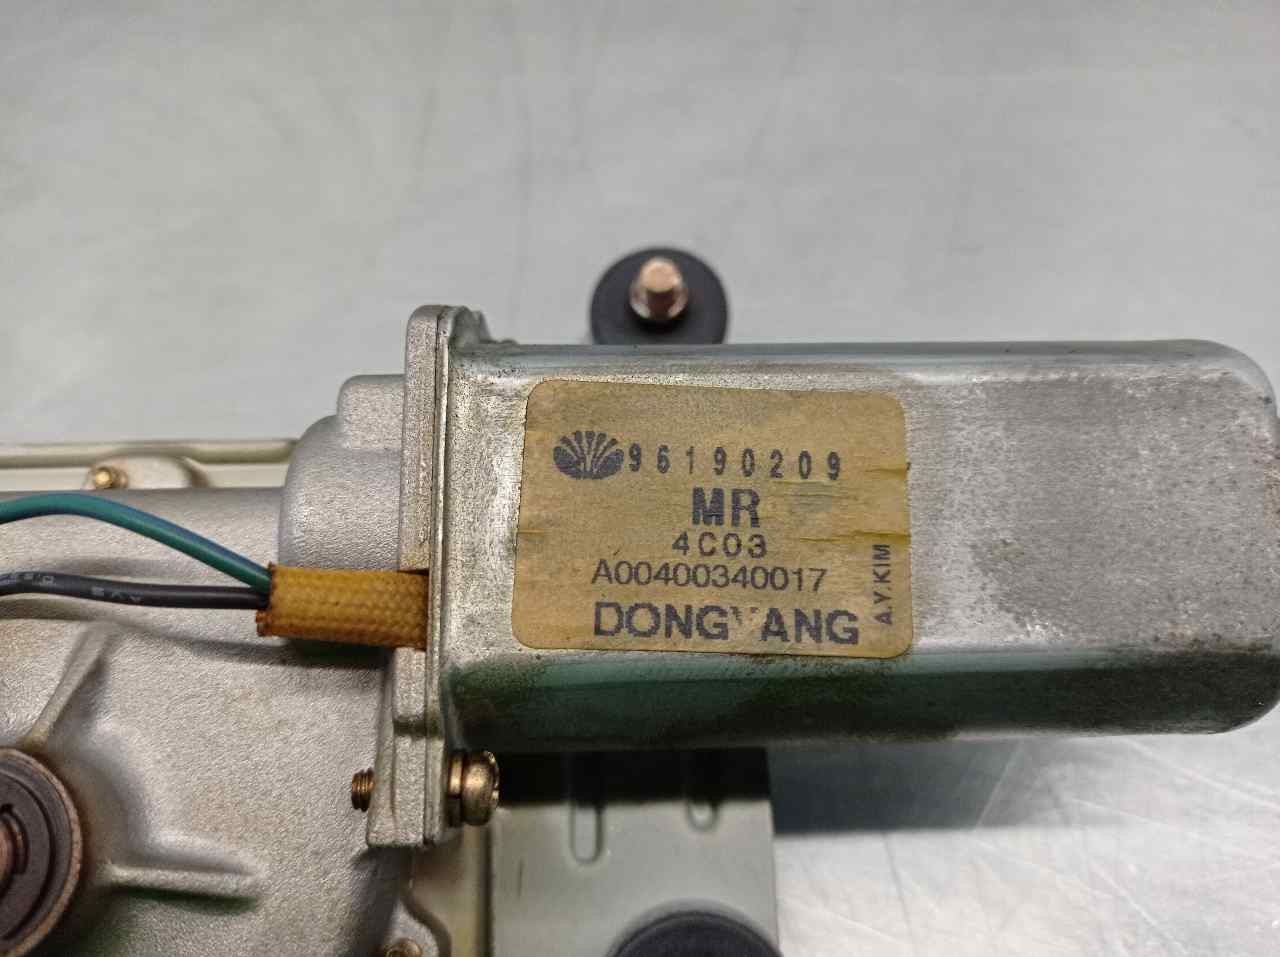 96190209
MR
4C03
A00400340017
DONGYANG
A.Y.KIM